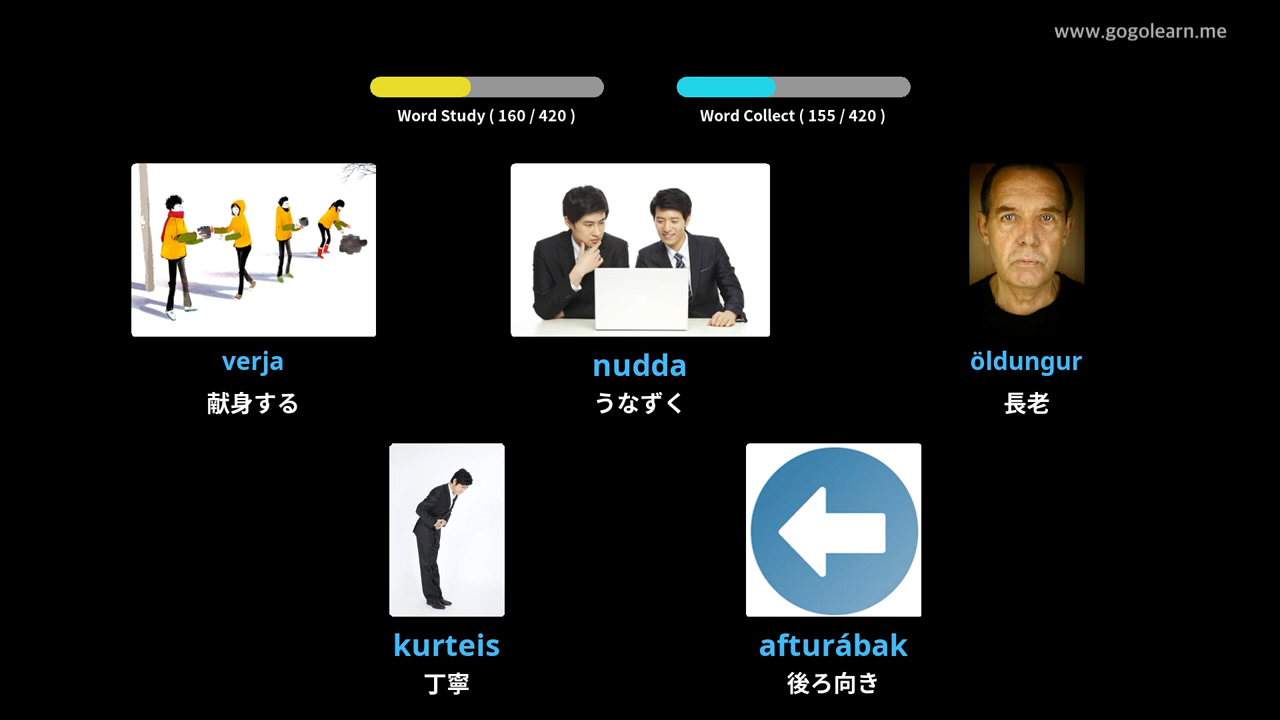 www.gogolearn.me
Word Study ( 160 / 420 )
Word Collect ( 155 / 420 )
verja
献身する
nudda
うなずく
öldungur
長老
kurteis
丁寧
afturábak
後ろ向き